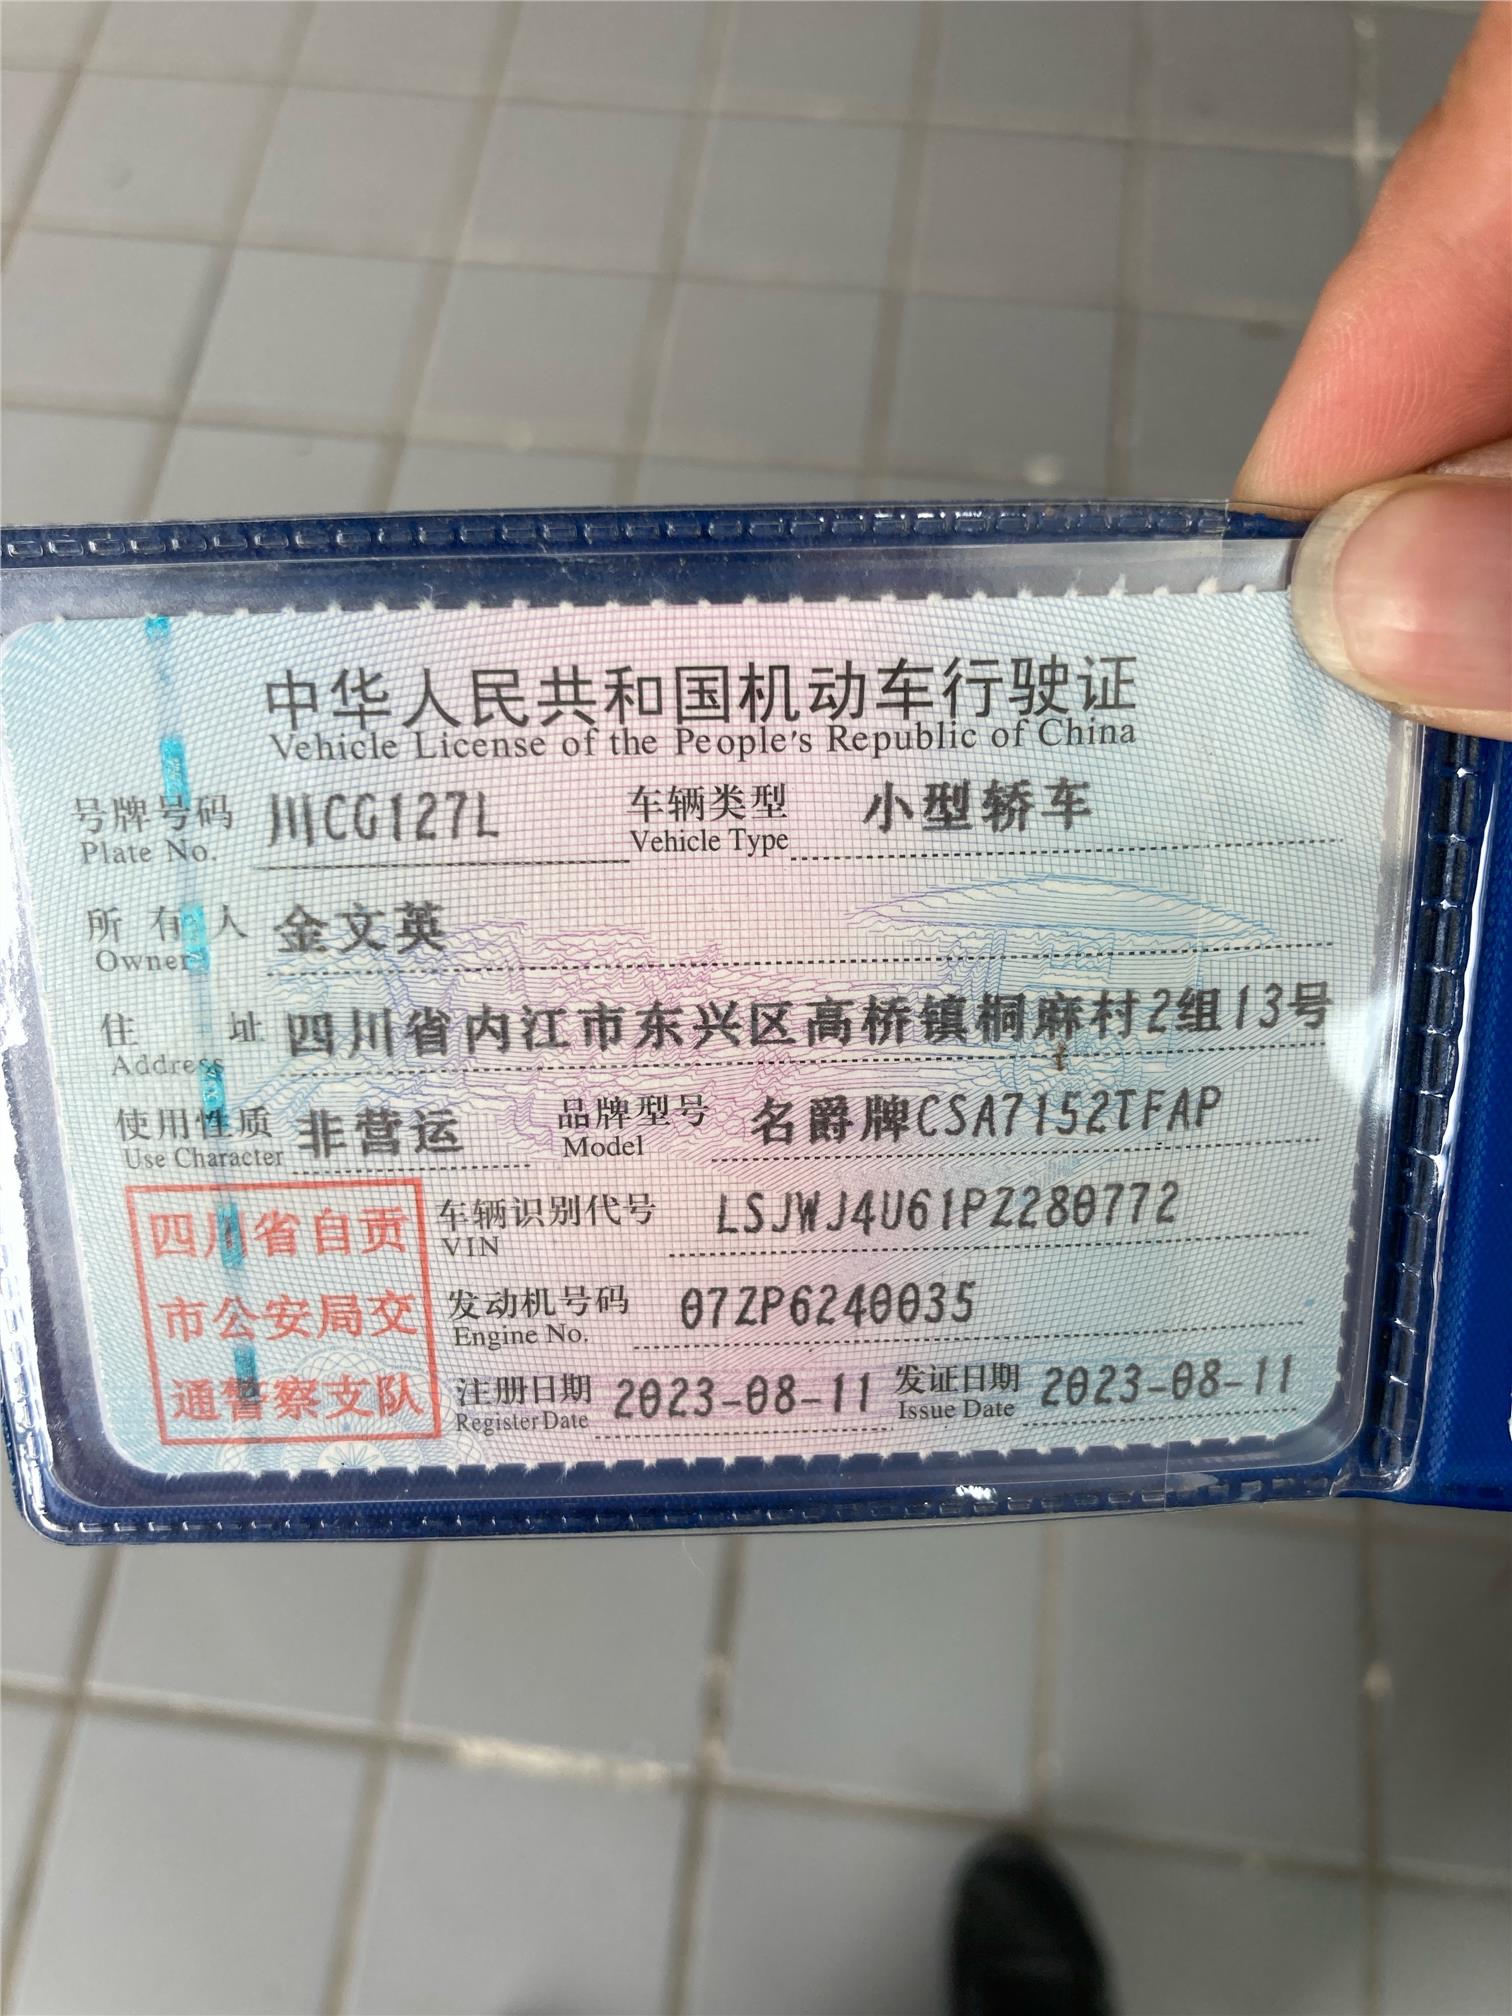 中华人民共和国机动车行驶证
Vehicle License of the People's Republic of China
号牌号码 川CG127L 车辆类型 小型轿车
Plate No. Vehicle Type
所有人 金文英
Owner
住址 四川省内江市东兴区高桥镇桐麻村2组13号
Address
使用性质 非营运 品牌型号 名爵牌CSA7152TFAP
Use Character Model
四川省自贡
市公安局交
通警察支队
车辆识别代号 LSJWJ4U61PZ280772
VIN
发动机号码 07ZP6240035
Engine No.
注册日期 2023-08-11 发证日期 2023-08-11
Register Date Issue Date